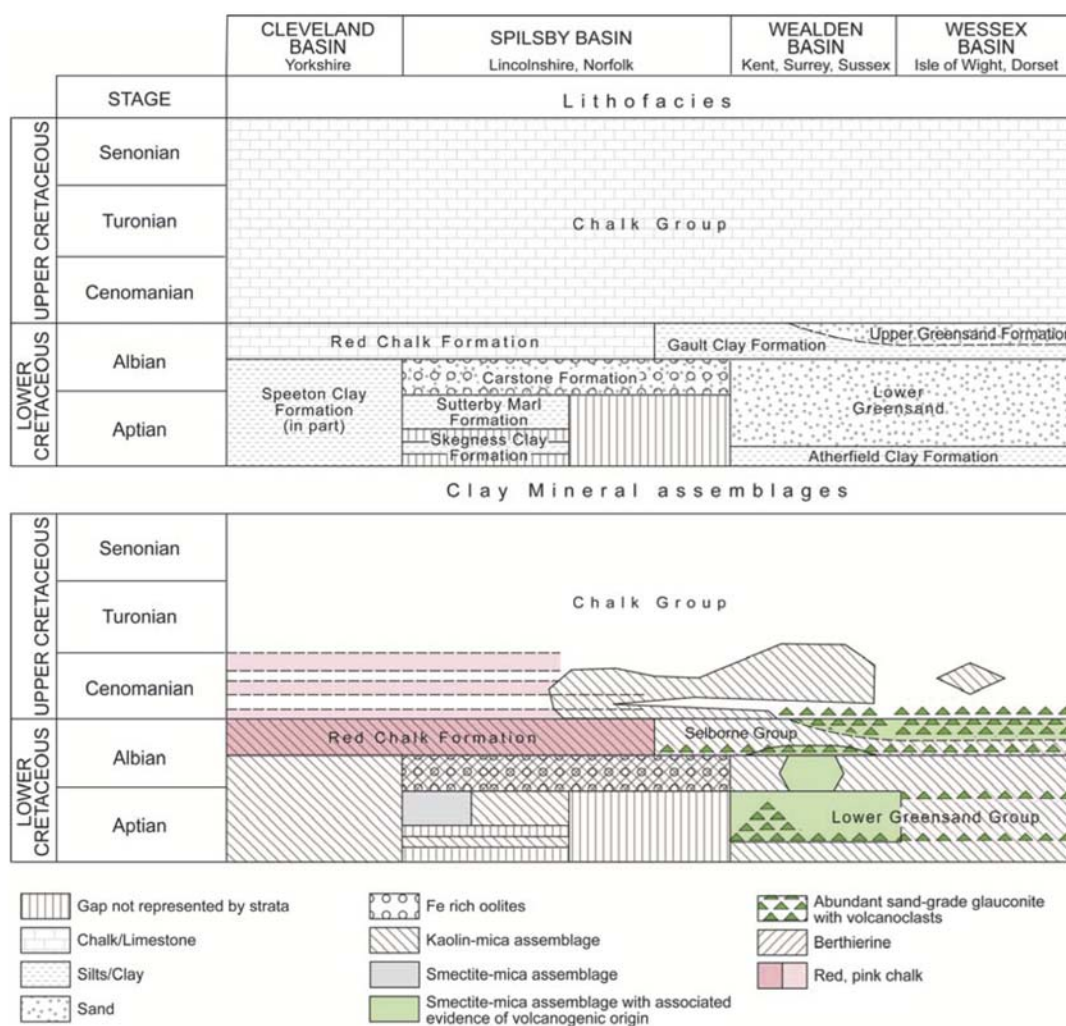 CLEVELAND
BASIN
Yorkshire
SPILSBY BASIN
Lincolnshire, Norfolk
WEALDEN
BASIN
Kent, Surrey, Sussex
WESSEX
BASIN
Isle of Wight, Dorset
STAGE
Lithofacies
UPPER CRETACEOUS
Senonian
Turonian
Cenomanian
Chalk Group
LOWER
CRETACEOUS
Albian
Aptian
Red Chalk Formation
Gault Clay Formation
Upper Greensand Formation
Speeton Clay
Formation
(in part)
Carstone Formation
Sutterby Marl
Formation
Skegness Clay
Formation
Lower
Greensand
Atherfield Clay Formation
Clay Mineral assemblages
UPPER CRETACEOUS
Senonian
Turonian
Cenomanian
Chalk Group
LOWER
CRETACEOUS
Albian
Aptian
Red Chalk Formation
Selborne Group
Lower Greensand Group
Gap not represented by strata
Chalk/Limestone
Silts/Clay
Sand
Fe rich oolites
Kaolin-mica assemblage
Smectite-mica assemblage
Smectite-mica assemblage with associated
evidence of volcanogenic origin
Abundant sand-grade glauconite
with volcanoclasts
Berthierine
Red, pink chalk